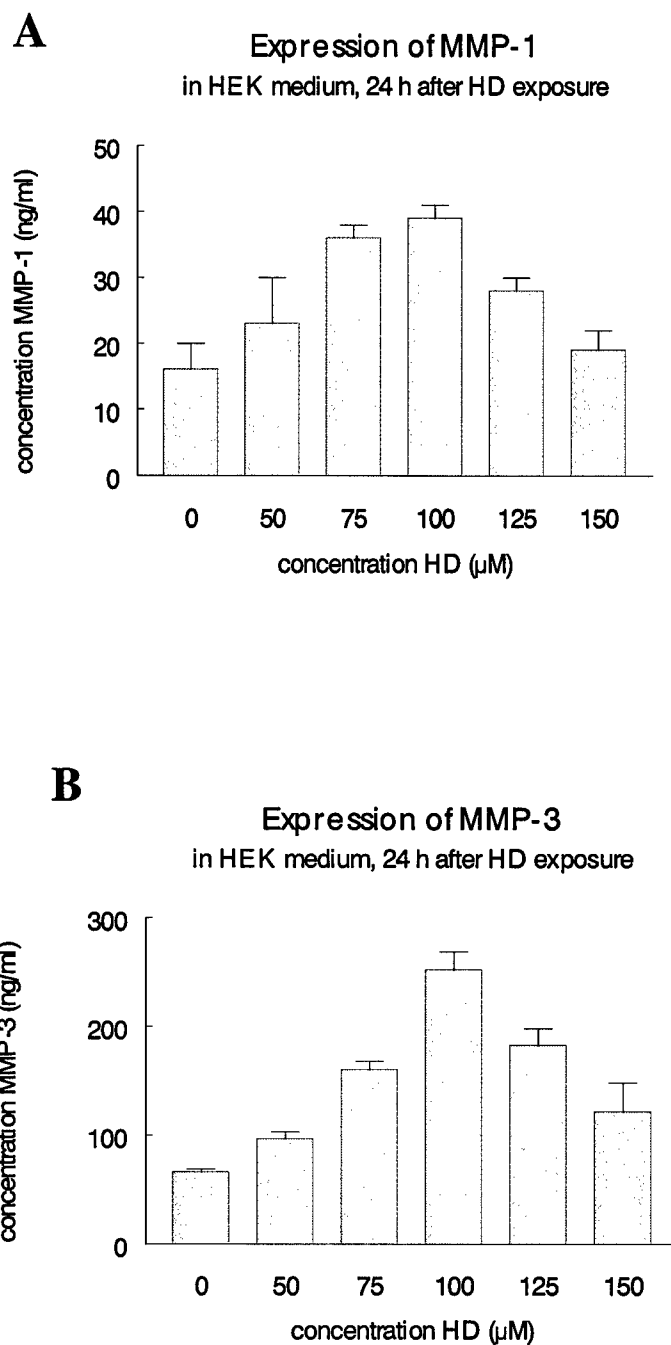 A
Expression of MMP-1
in HEK medium, 24 h after HD exposure
concentration MMP-1 (ng/ml)
50
40
30
20
10
0
0 50 75 100 125 150
concentration HD (µM)
B
Expression of MMP-3
in HEK medium, 24 h after HD exposure
concentration MMP-3 (ng/ml)
300
200
100
0
0 50 75 100 125 150
concentration HD (µM)